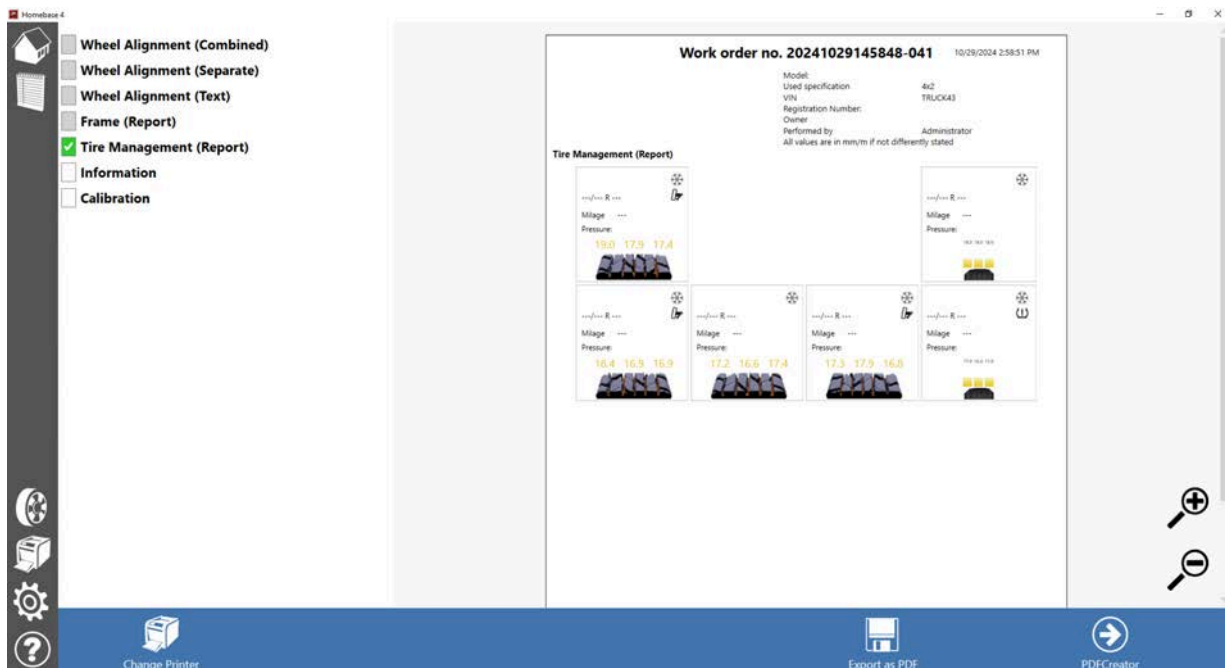 Homebase 4
Wheel Alignment (Combined)
Wheel Alignment (Separate)
Wheel Alignment (Text)
Frame (Report)
Tire Management (Report)
Information
Calibration
Work order no. 20241029145848-041 10/29/2024 2:58:51 PM
Model:
Used specification 4x2
VIN TRUCK43
Registration Number:
Owner
Performed by Administrator
All values are in mm/m if not differently stated
Tire Management (Report)
---/--- R --- ---/--- R ---
Milage --- Milage ---
Pressure: Pressure:
19.0 17.9 17.4
---/--- R --- ---/--- R --- ---/--- R --- ---/--- R ---
Milage --- Milage --- Milage --- Milage ---
Pressure: Pressure: Pressure: Pressure:
18.4 16.5 16.9 17.2 16.6 17.4 17.3 17.9 16.8
Change Printer Export as PDF PDFCreator